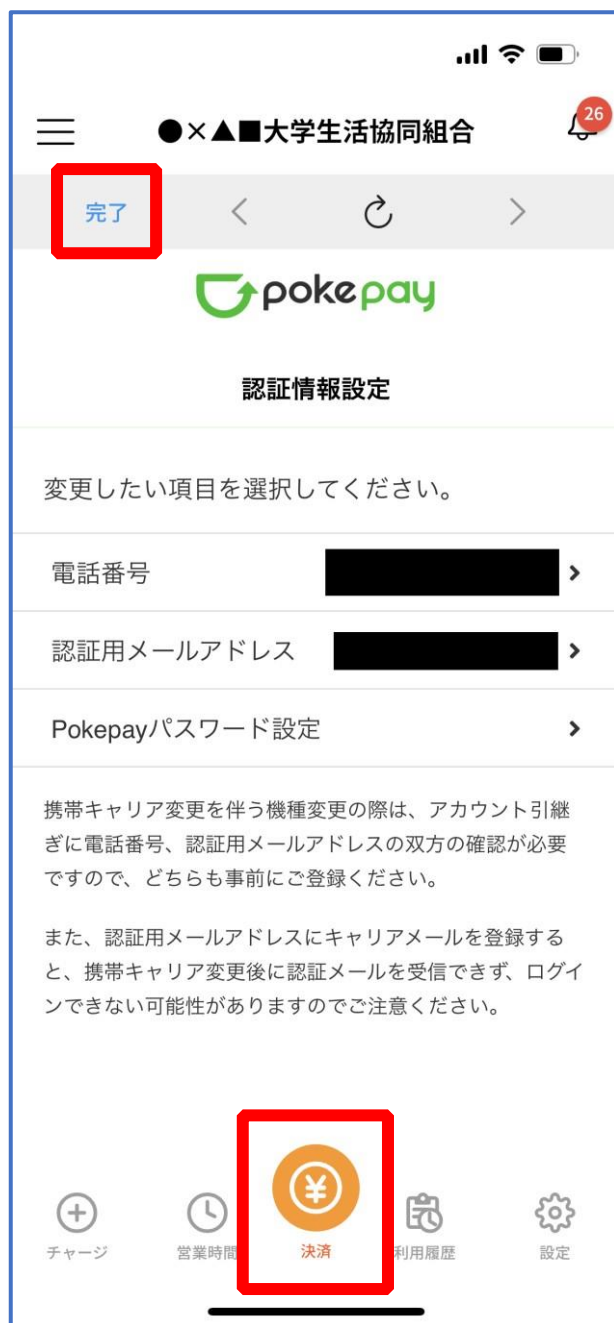 ●×▲■大学生活協同組合
26
完了
pokepay
認証情報設定
変更したい項目を選択してください。
電話番号
認証用メールアドレス
Pokepayパスワード設定
携帯キャリア変更を伴う機種変更の際は、アカウント引継
ぎに電話番号、認証用メールアドレスの双方の確認が必要
ですので、どちらも事前にご登録ください。
また、認証用メールアドレスにキャリアメールを登録する
と、携帯キャリア変更後に認証メールを受信できず、ログイ
ンできない可能性がありますのでご注意ください。
チャージ
営業時間
決済
利用履歴
設定